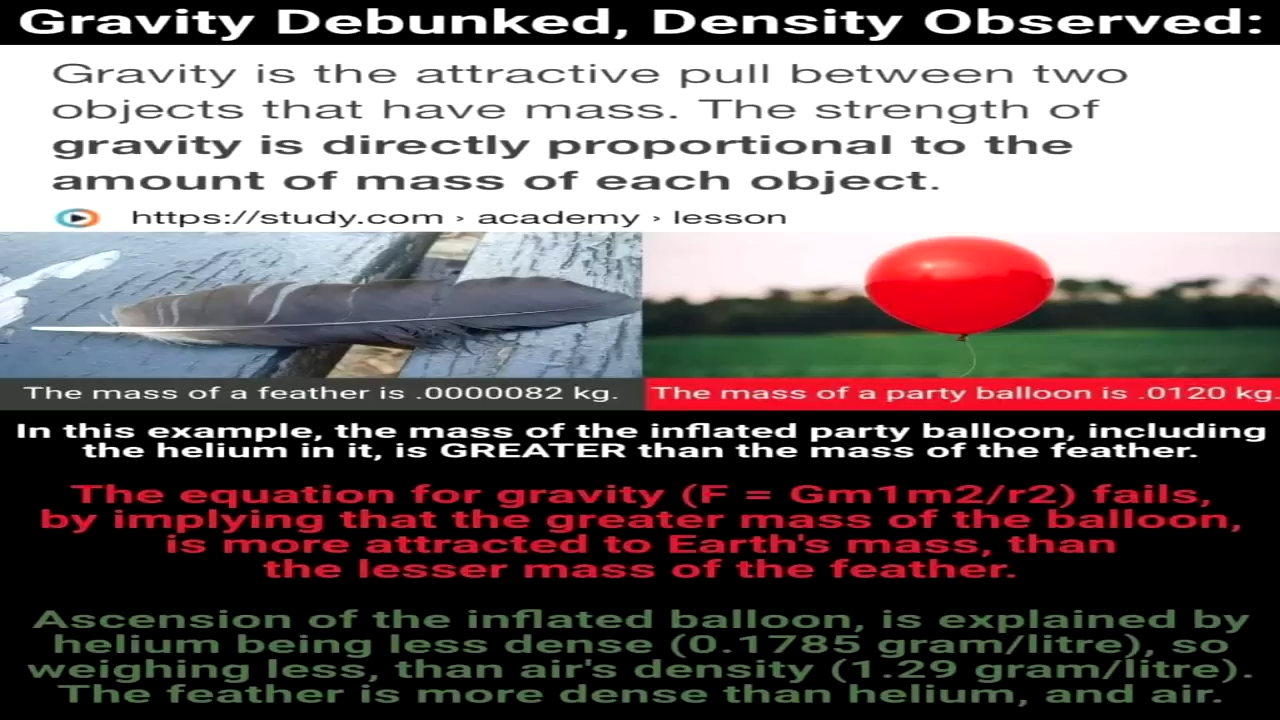 Gravity Debunked, Density Observed:
Gravity is the attractive pull between two
objects that have mass. The strength of
gravity is directly proportional to the
amount of mass of each object.
https://study.com › academy › lesson
The mass of a feather is .0000082 kg.
The mass of a party balloon is .0120 kg.
In this example, the mass of the inflated party balloon, including
the helium in it, is GREATER than the mass of the feather.
The equation for gravity (F = Gm1m2/r2) fails,
by implying that the greater mass of the balloon,
is more attracted to Earth's mass, than
the lesser mass of the feather.
Ascension of the inflated balloon, is explained by
helium being less dense (0.1785 gram/litre), so
weighing less, than air's density (1.29 gram/litre).
The feather is more dense than helium, and air.